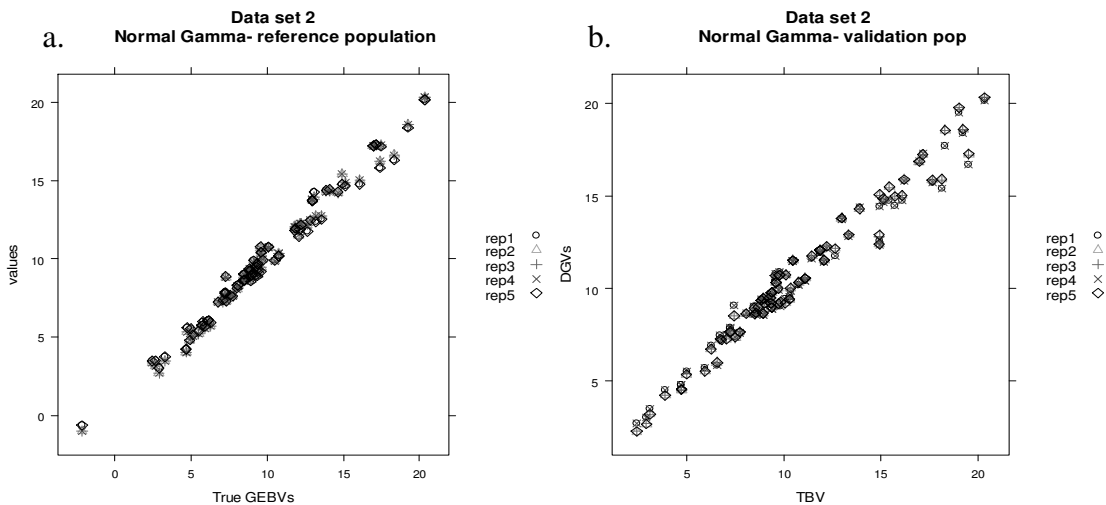 a.
Data set 2
Normal Gamma- reference population
values
20
15
10
5
0
0 5 10 15 20
True GEBVs
rep1
rep2
rep3
rep4
rep5
b.
Data set 2
Normal Gamma- validation pop
DGVs
20
15
10
5
5 10 15 20
TBV
rep1
rep2
rep3
rep4
rep5